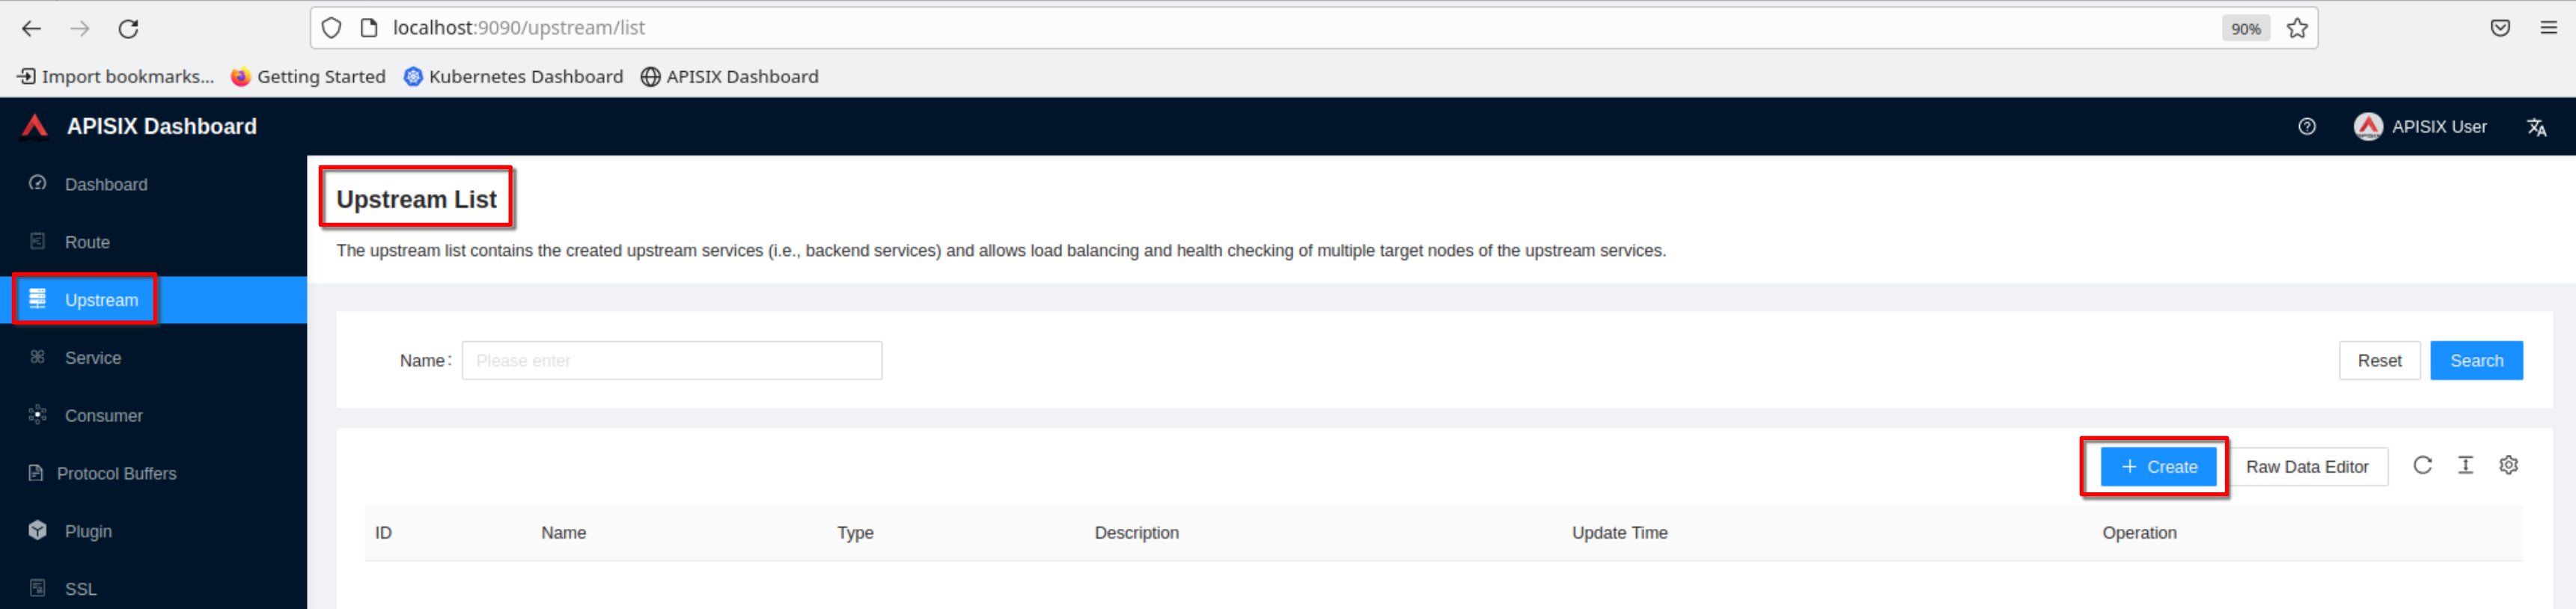 localhost:9090/upstream/list
90%
Import bookmarks...
Getting Started
Kubernetes Dashboard
APISIX Dashboard
APISIX Dashboard
APISIX User
Dashboard
Route
Upstream
Service
Consumer
Protocol Buffers
Plugin
SSL
Upstream List
The upstream list contains the created upstream services (i.e., backend services) and allows load balancing and health checking of multiple target nodes of the upstream services.
Name:
Please enter
Reset
Search
+ Create
Raw Data Editor
ID
Name
Type
Description
Update Time
Operation